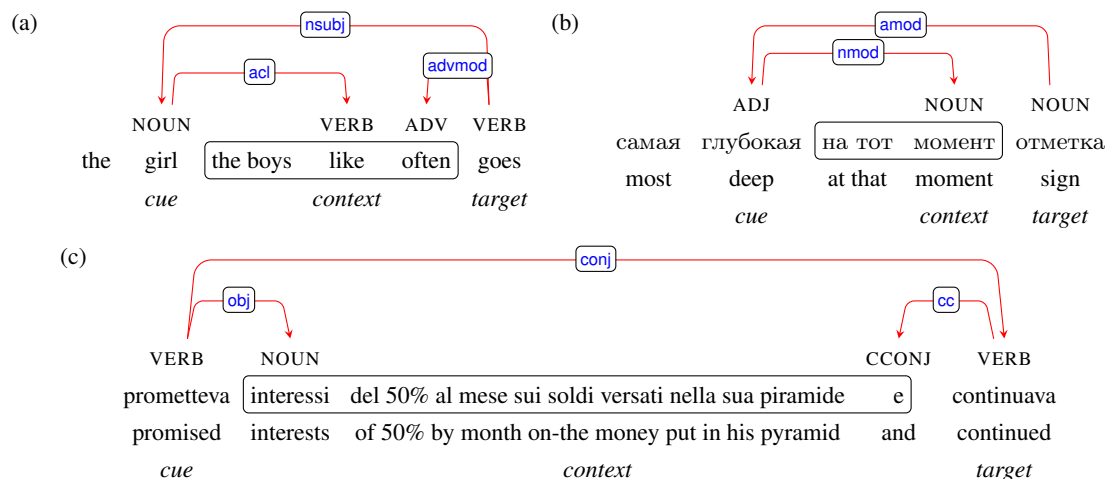 (a)
nsubj
acl
advmod
NOUN VERB ADV VERB
the girl the boys like often goes
cue context target
(b)
amod
nmod
ADJ NOUN NOUN
самая глубокая на тот момент отметка
most deep at that moment sign
cue context target
(c)
conj
obj cc
VERB NOUN CCONJ VERB
prometteva interessi del 50% al mese sui soldi versati nella sua piramide e continuava
promised interests of 50% by month on-the money put in his pyramid and continued
cue context target